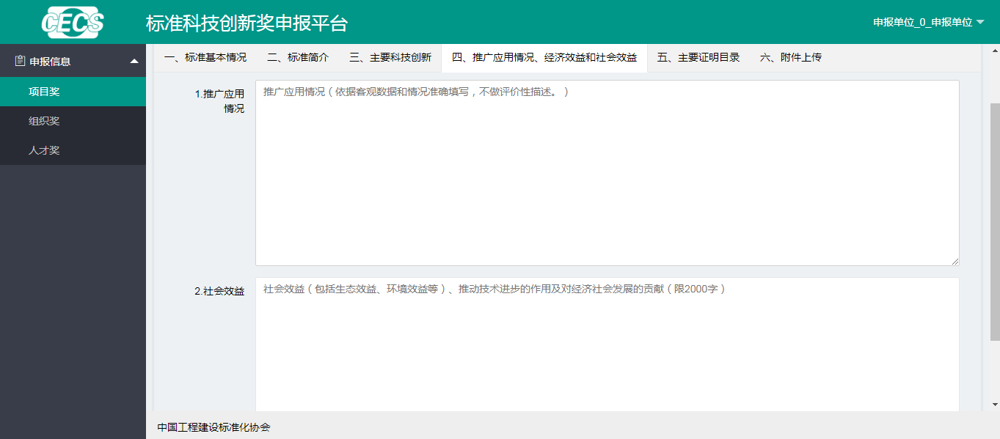 CECS
标准科技创新奖申报平台
申报单位_0_申报单位
申报信息
项目奖
组织奖
人才奖
一、标准基本情况 二、标准简介 三、主要科技创新 四、推广应用情况、经济效益和社会效益 五、主要证明目录 六、附件上传
1.推广应用
情况
推广应用情况（依据客观数据和情况准确填写，不做评价性描述。）
2.社会效益
社会效益（包括生态效益、环境效益等）、推动技术进步的作用及对经济社会发展的贡献（限2000字）
中国工程建设标准化协会